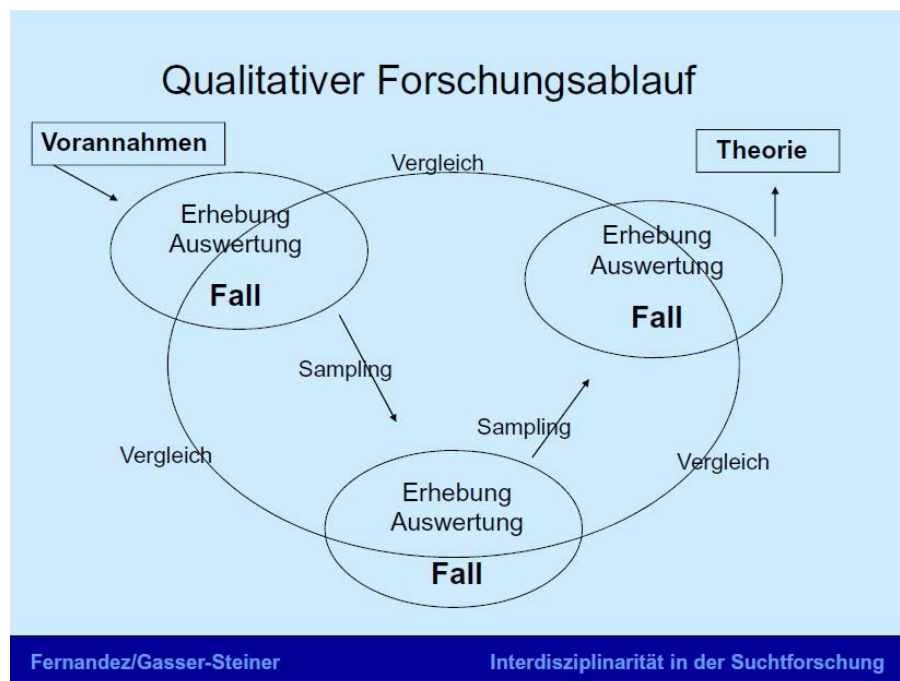 Qualitativer Forschungsablauf
Vorannahmen
Vergleich
Theorie
Erhebung
Auswertung
Fall
Erhebung
Auswertung
Fall
Sampling
Sampling
Vergleich
Vergleich
Erhebung
Auswertung
Fall
Fernandez/Gasser-Steiner
Interdisziplinarität in der Suchtforschung